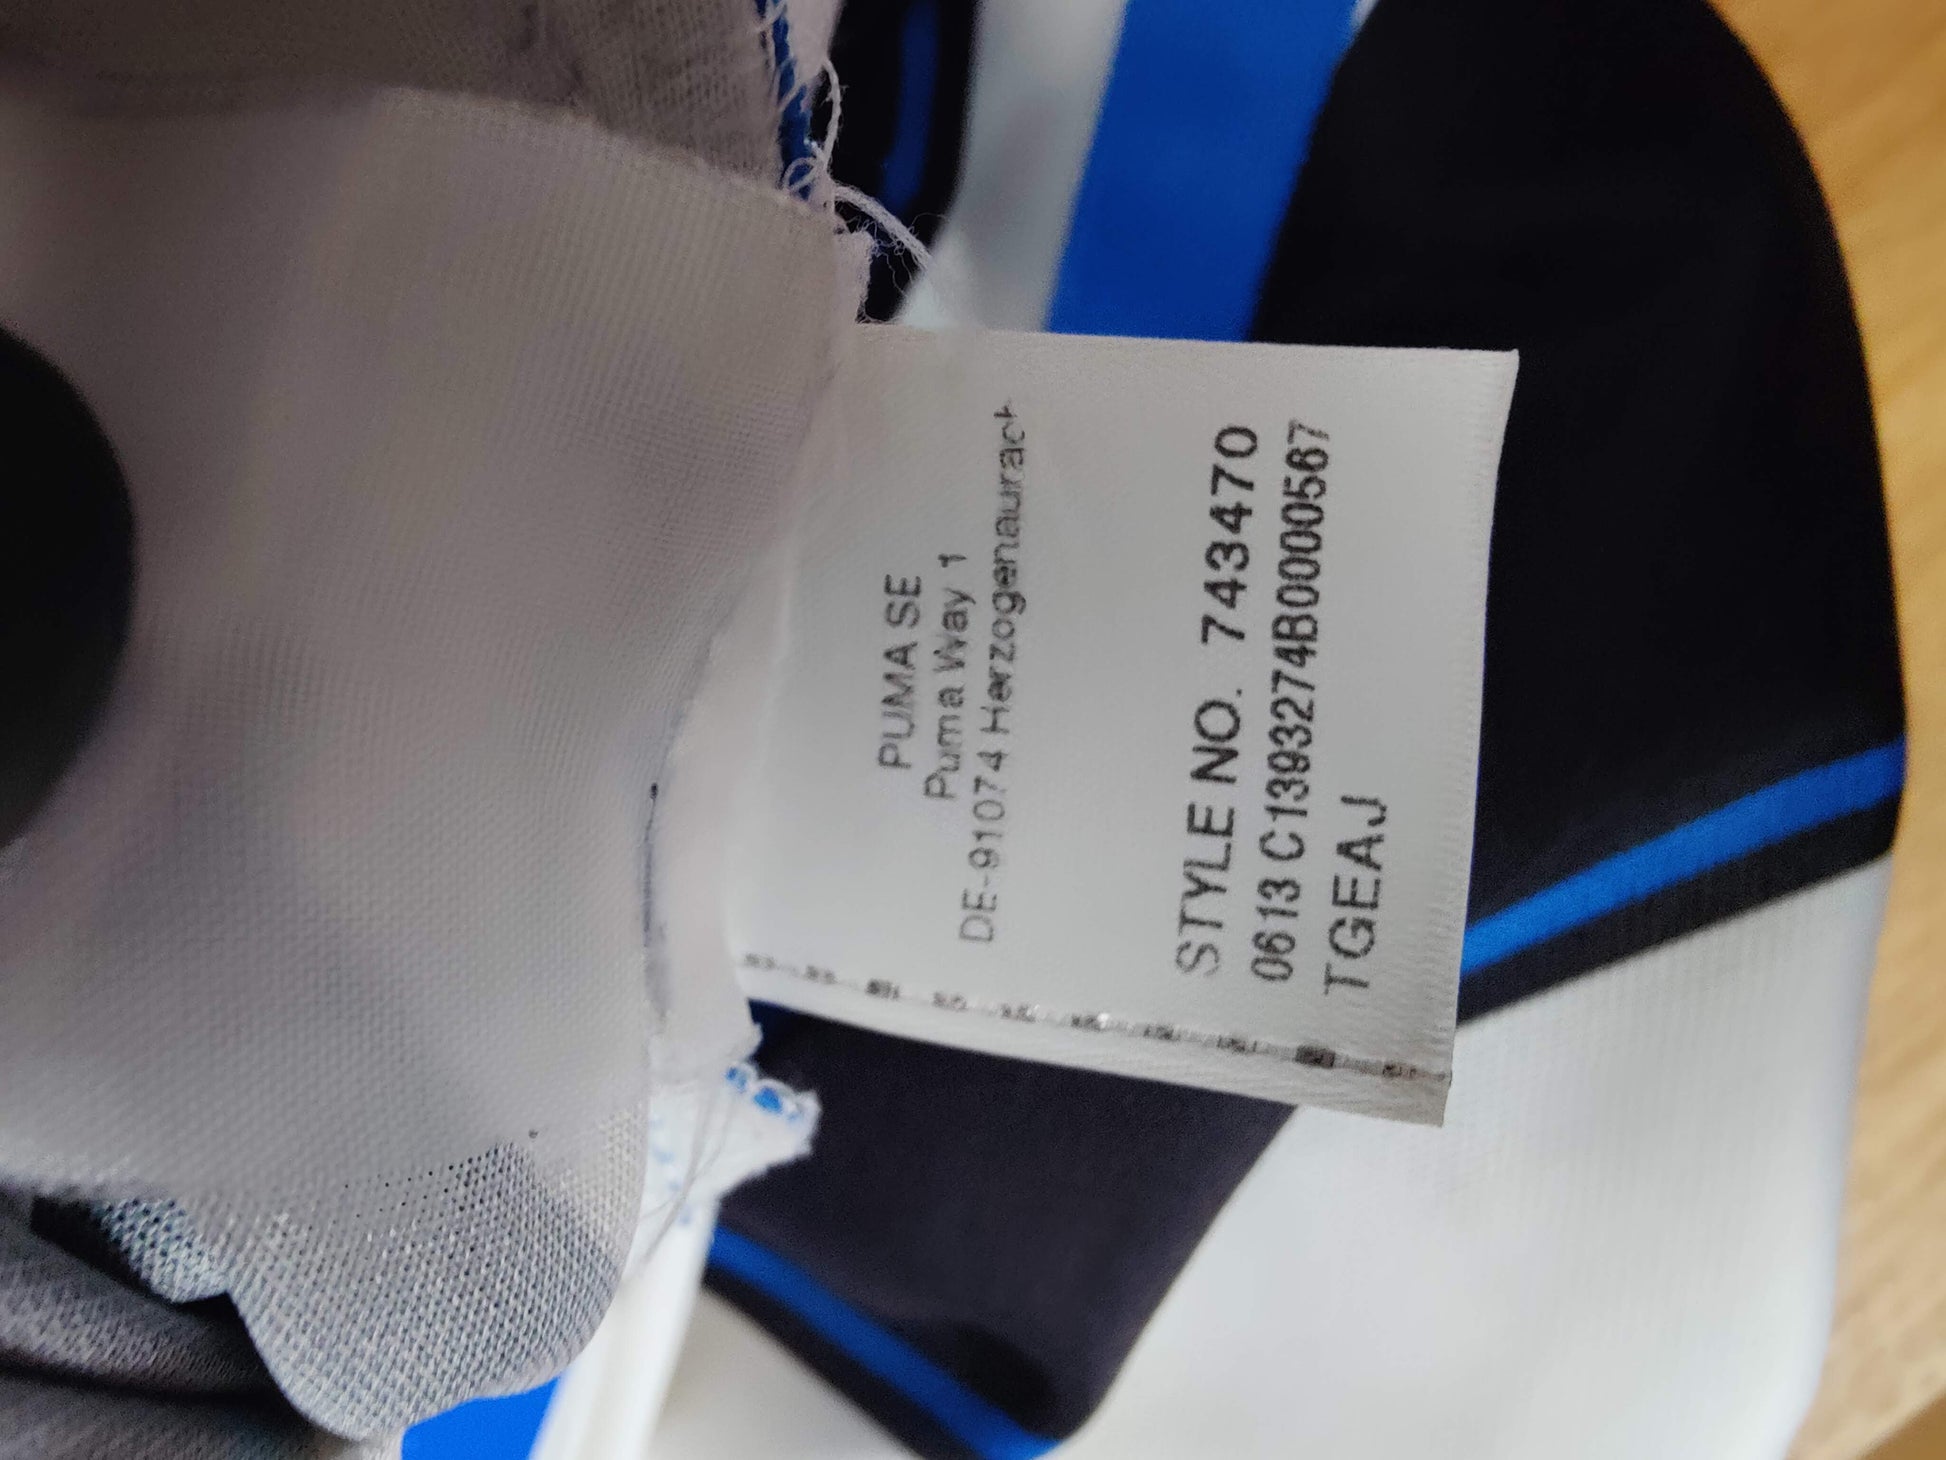 PUMA SE
Puma Way 1
DE-91074 Herzogenaurach
STYLE NO. 743470
0613 C1393274B0000567
TGEAJ